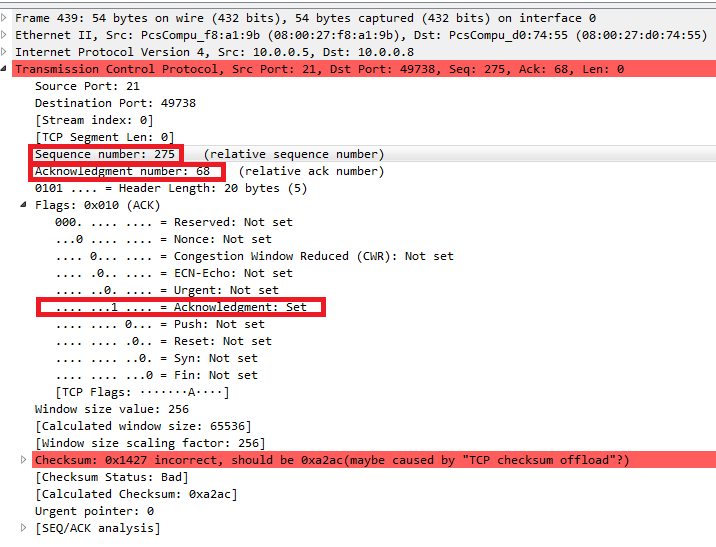 Frame 439: 54 bytes on wire (432 bits), 54 bytes captured (432 bits) on interface 0
Ethernet II, Src: PcsCompu_f8:a1:9b (08:00:27:f8:a1:9b), Dst: PcsCompu_d0:74:55 (08:00:27:d0:74:55)
Internet Protocol Version 4, Src: 10.0.0.5, Dst: 10.0.0.8
Transmission Control Protocol, Src Port: 21, Dst Port: 49738, Seq: 275, Ack: 68, Len: 0
Source Port: 21
Destination Port: 49738
[Stream index: 0]
[TCP Segment Len: 0]
Sequence number: 275    (relative sequence number)
Acknowledgment number: 68    (relative ack number)
0101 .... = Header Length: 20 bytes (5)
Flags: 0x010 (ACK)
000. .... .... = Reserved: Not set
...0 .... .... = Nonce: Not set
.... 0... .... = Congestion Window Reduced (CWR): Not set
.... .0.. .... = ECN-Echo: Not set
.... ..0. .... = Urgent: Not set
.... ...1 .... = Acknowledgment: Set
.... .... 0... = Push: Not set
.... .... .0.. = Reset: Not set
.... .... ..0. = Syn: Not set
.... .... ...0 = Fin: Not set
[TCP Flags: ·······A····]
Window size value: 256
[Calculated window size: 65536]
[Window size scaling factor: 256]
Checksum: 0x1427 incorrect, should be 0xa2ac(maybe caused by "TCP checksum offload"?)
[Checksum Status: Bad]
[Calculated Checksum: 0xa2ac]
Urgent pointer: 0
[SEQ/ACK analysis]